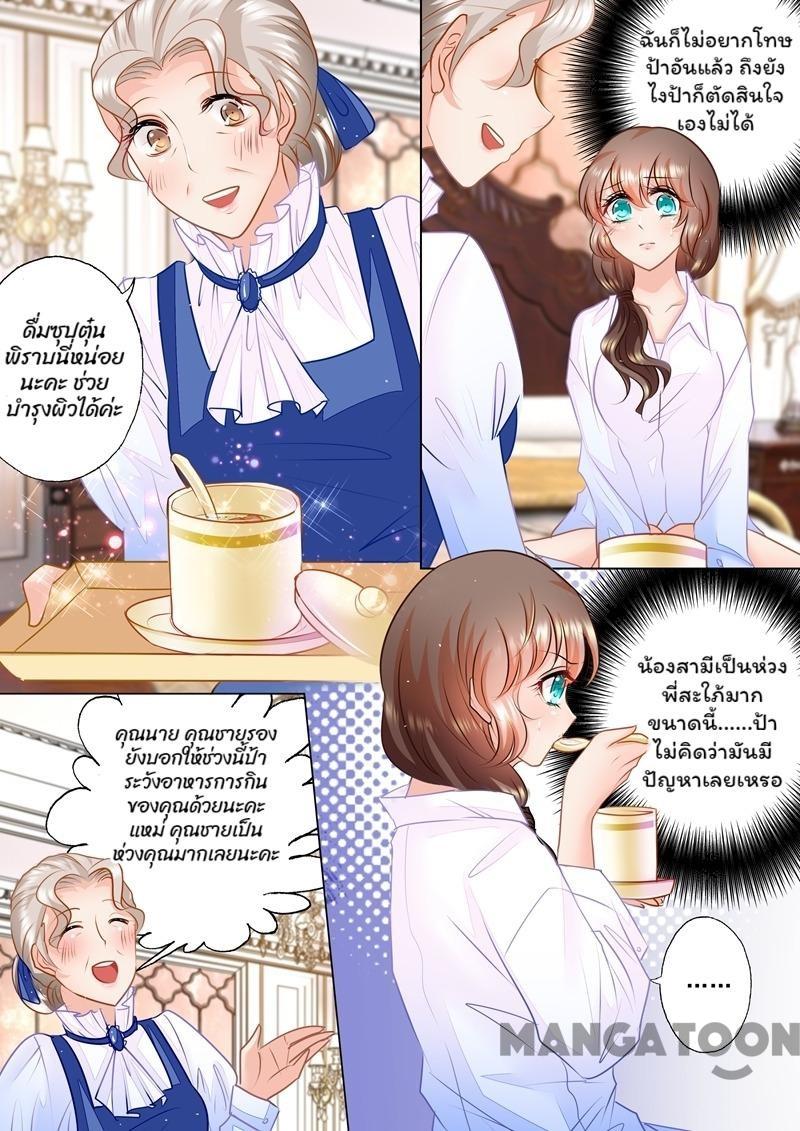 ดื่มซุปตุ๋น
พิราบนี่หน่อย
นะคะ ช่วย
บำรุงผิวได้ค่ะ
ฉันก็ไม่อยากโทษ
ป้าอันแล้ว ถึงยัง
ไงป้าก็ตัดสินใจ
เองไม่ได้
คุณนาย คุณชายรอง
ยังบอกให้ช่วงนี้ป้า
ระวังอาหารการกิน
ของคุณด้วยนะคะ
แหม่ คุณชายเป็น
ห่วงคุณมากเลยนะคะ
น้องสามีเป็นห่วง
พี่สะใภ้มาก
ขนาดนี้......ป้า
ไม่คิดว่ามันมี
ปัญหาเลยเหรอ
......
MANGATOON